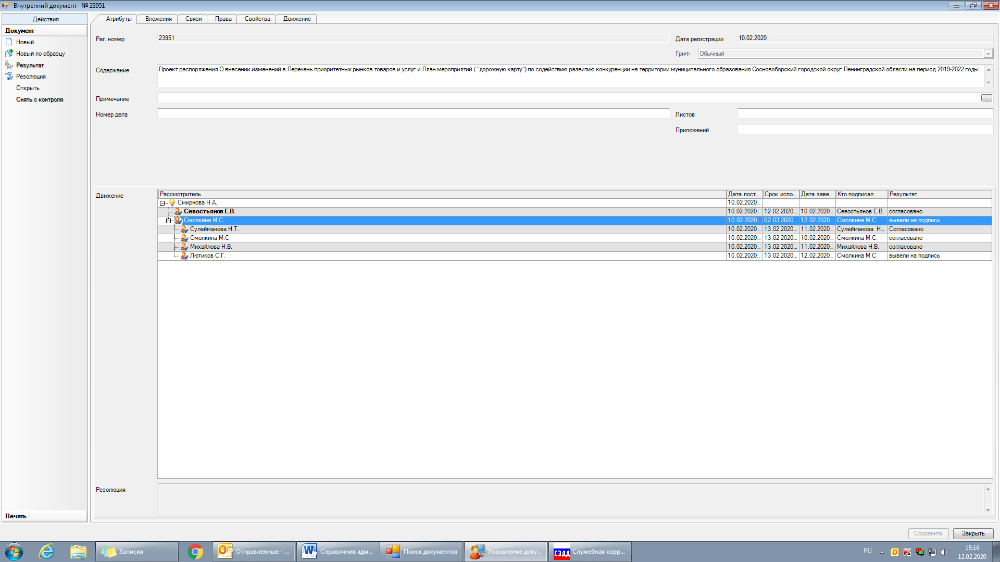 Внутренний документ № 23951
Действия
Документ
Новый
Новый по образцу
Результат
Резолюция
Открыть
Снять с контроля
Печать
Атрибуты Вложения Связи Права Свойства Движение
Рег. номер 23951 Дата регистрации 10.02.2020
Гриф Обычный
Содержание Проект распоряжения О внесении изменений в Перечень приоритетных рынков товаров и услуг и План мероприятий ( "дорожную карту") по содействию развитию конкуренции на территории муниципального образования Сосновоборский городской округ Ленинградской области на период 2019-2022 годы
Примечание ...
Номер дела Листов
Приложений
Движение
Рассмотритель Дата пост... Срок испо... Дата заве... Кто подписал Результат
Смирнова Н.А. 10.02.2020...
Севостьянов Е.В. 10.02.2020... 12.02.2020... 10.02.2020... Севостьянов Е.В. согласовано
Смолкина М.С. 10.02.2020... 02.03.2020... 12.02.2020... Смолкина М.С. вывели на подпись
Сулейманова Н.Т. 10.02.2020... 13.02.2020... 11.02.2020... Сулейманова Н... Согласовано
Смолкина М.С. 10.02.2020... 13.02.2020... 10.02.2020... Смолкина М.С. согласовано
Михайлова Н.В. 10.02.2020... 13.02.2020... 11.02.2020... Михайлова Н.В. согласовано
Лютиков С.Г. 10.02.2020... 13.02.2020... 12.02.2020... Смолкина М.С. вывели на подпись
Резолюция
Сохранить Закрыть
Записки Отправленные - ... Справочник адм... Поиск документов Управление доку... СЭДД Служебная корр... RU 18:16
12.02.2020